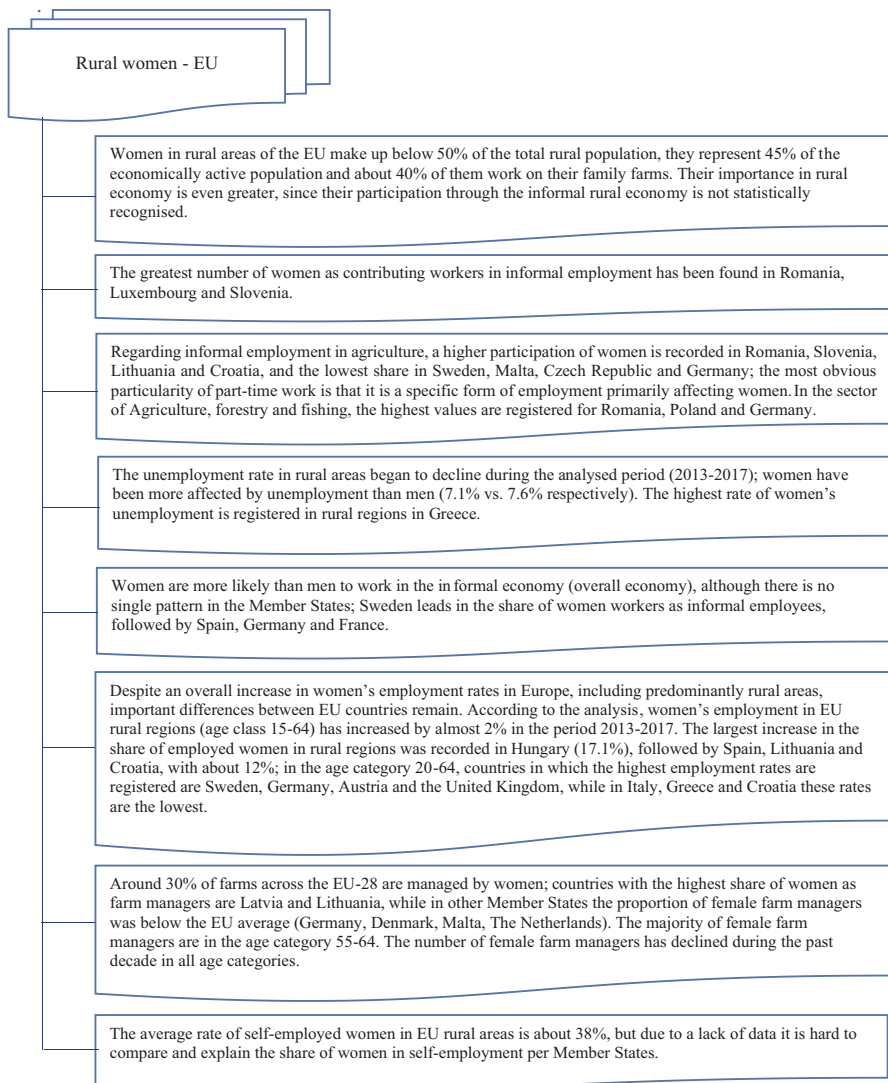 Rural women - EU
Women in rural areas of the EU make up below 50% of the total rural population, they represent 45% of the
economically active population and about 40% of them work on their family farms. Their importance in rural
economy is even greater, since their participation through the informal rural economy is not statistically
recognised.
The greatest number of women as contributing workers in informal employment has been found in Romania,
Luxembourg and Slovenia.
Regarding informal employment in agriculture, a higher participation of women is recorded in Romania, Slovenia,
Lithuania and Croatia, and the lowest share in Sweden, Malta, Czech Republic and Germany; the most obvious
particularity of part-time work is that it is a specific form of employment primarily affecting women. In the sector
of Agriculture, forestry and fishing, the highest values are registered for Romania, Poland and Germany.
The unemployment rate in rural areas began to decline during the analysed period (2013-2017); women have
been more affected by unemployment than men (7.1% vs. 7.6% respectively). The highest rate of women's
unemployment is registered in rural regions in Greece.
Women are more likely than men to work in the informal economy (overall economy), although there is no
single pattern in the Member States; Sweden leads in the share of women workers as informal employees,
followed by Spain, Germany and France.
Despite an overall increase in women's employment rates in Europe, including predominantly rural areas,
important differences between EU countries remain. According to the analysis, women's employment in EU
rural regions (age class 15-64) has increased by almost 2% in the period 2013-2017. The largest increase in the
share of employed women in rural regions was recorded in Hungary (17.1%), followed by Spain, Lithuania and
Croatia, with about 12%; in the age category 20-64, countries in which the highest employment rates are
registered are Sweden, Germany, Austria and the United Kingdom, while in Italy, Greece and Croatia these rates
are the lowest.
Around 30% of farms across the EU-28 are managed by women; countries with the highest share of women as
farm managers are Latvia and Lithuania, while in other Member States the proportion of female farm managers
was below the EU average (Germany, Denmark, Malta, The Netherlands). The majority of female farm
managers are in the age category 55-64. The number of female farm managers has declined during the past
decade in all age categories.
The average rate of self-employed women in EU rural areas is about 38%, but due to a lack of data it is hard to
compare and explain the share of women in self-employment per Member States.